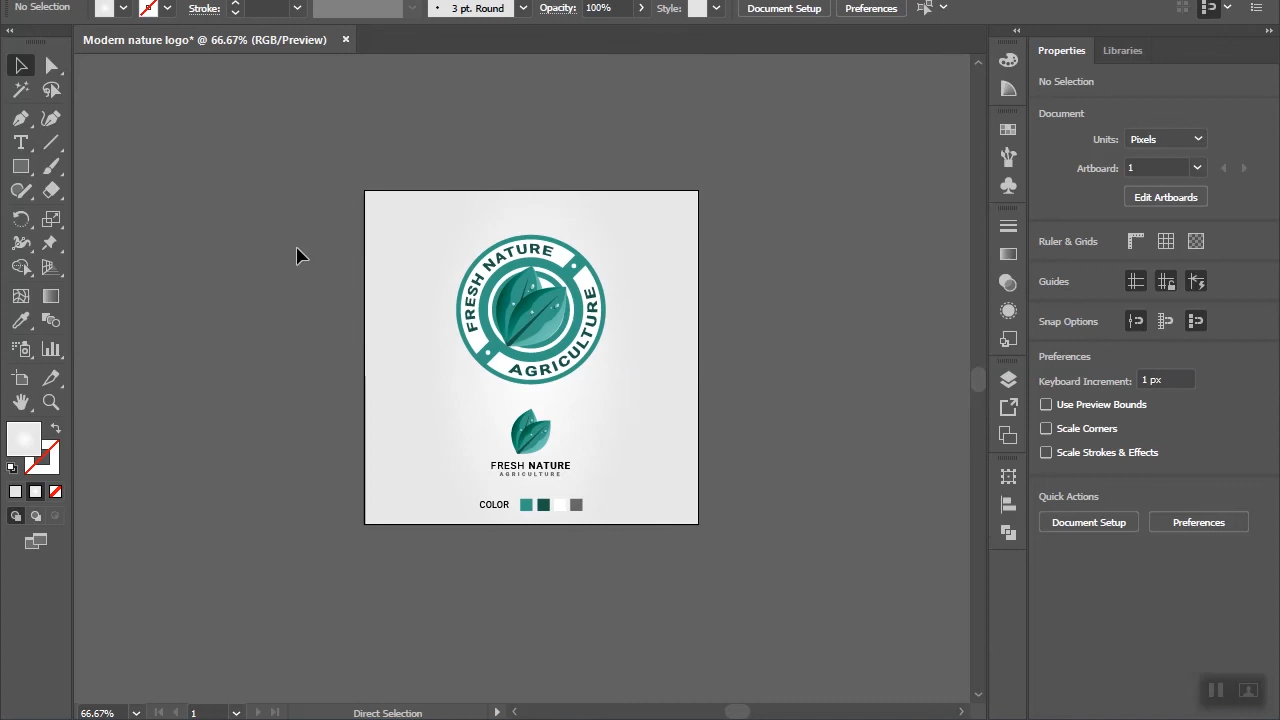 No Selection
Stroke:
3 pt. Round
Opacity: 100%
Style:
Document Setup
Preferences
Modern nature logo* @ 66.67% (RGB/Preview)
Properties
Libraries
No Selection
Document
Units: Pixels
Artboard: 1
Edit Artboards
Ruler & Grids
Guides
Snap Options
Preferences
Keyboard Increment: 1 px
Use Preview Bounds
Scale Corners
Scale Strokes & Effects
Quick Actions
Document Setup
Preferences
FRESH NATURE
AGRICULTURE
FRESH NATURE
AGRICULTURE
COLOR
66.67%
1
Direct Selection